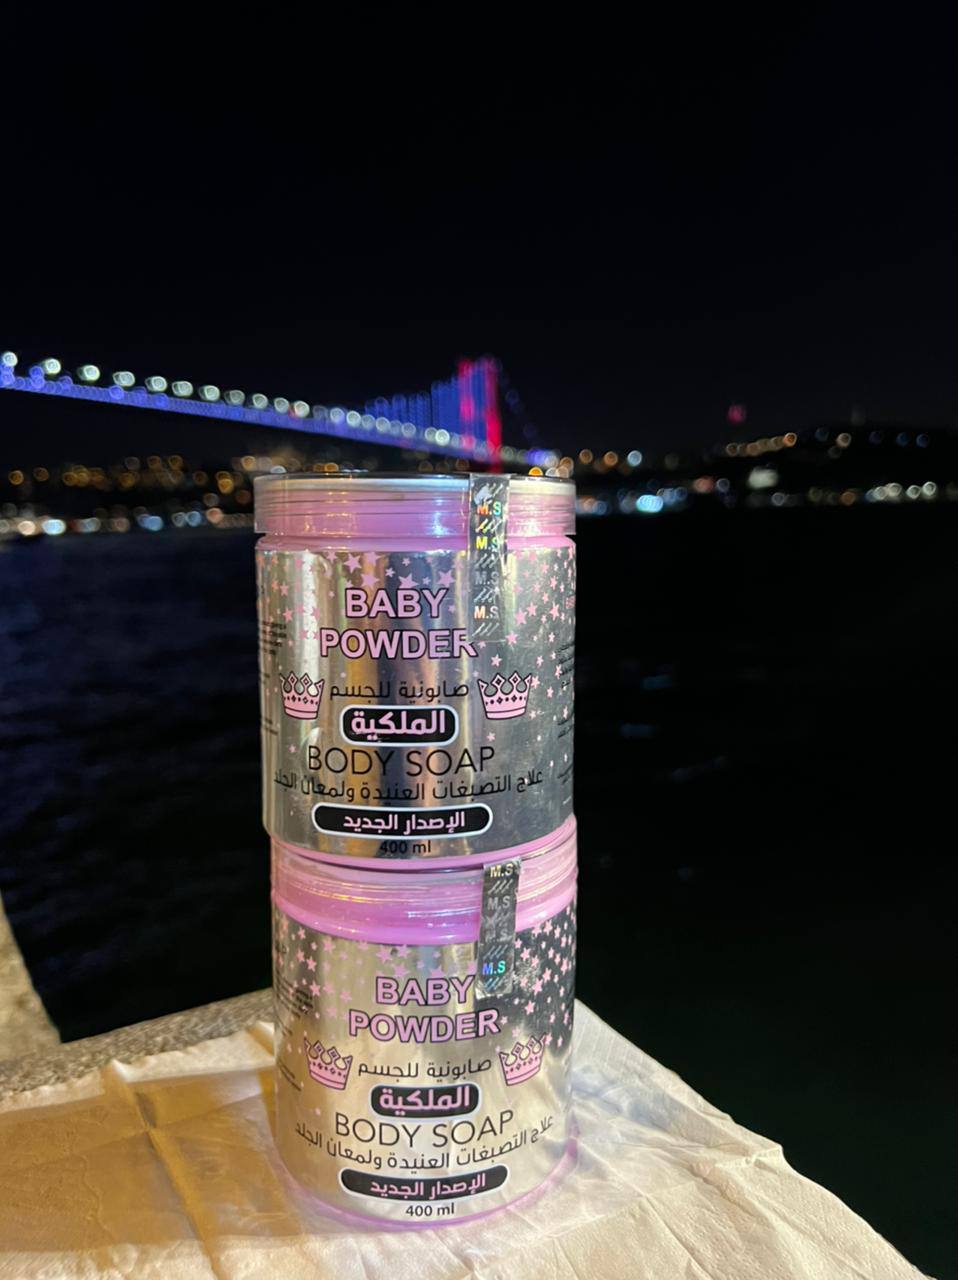 M.S
M.S
M.S
M.S
BABY
POWDER
صابونية للجسم
الملكية
BODY SOAP
علاج التصبغات العنيدة ولمعان الجلد
الإصدار الجديد
400 ml
M.S
M.S
M.S
M.S
BABY
POWDER
صابونية للجسم
الملكية
BODY SOAP
علاج التصبغات العنيدة ولمعان الجلد
الإصدار الجديد
400 ml